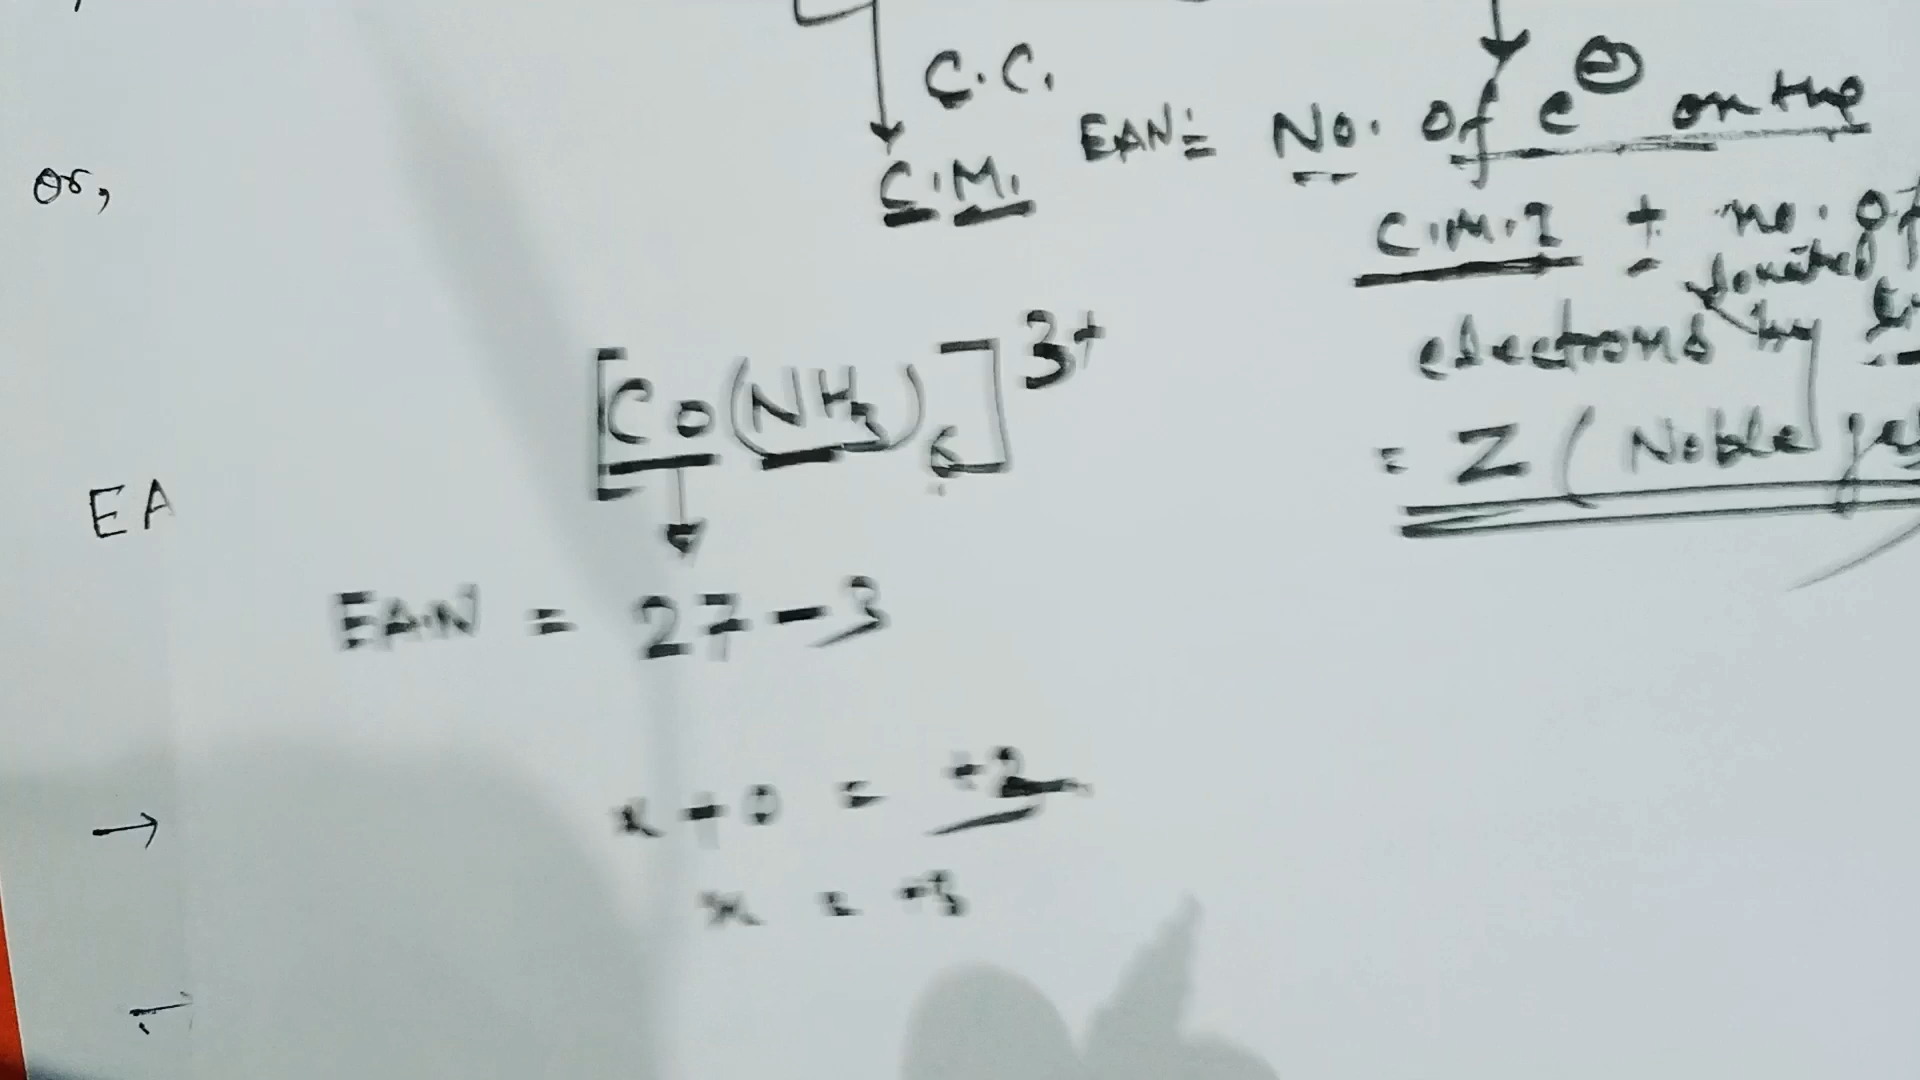 C.C.
C.M.
or,
EAN = No. of e⊖ on the
C.M.I + no. of
donated
electrons by
= Z (Noble gas
[Co(NH3)6]3+
EA
EAN = 27-3
x + 0 = +3
x = +3